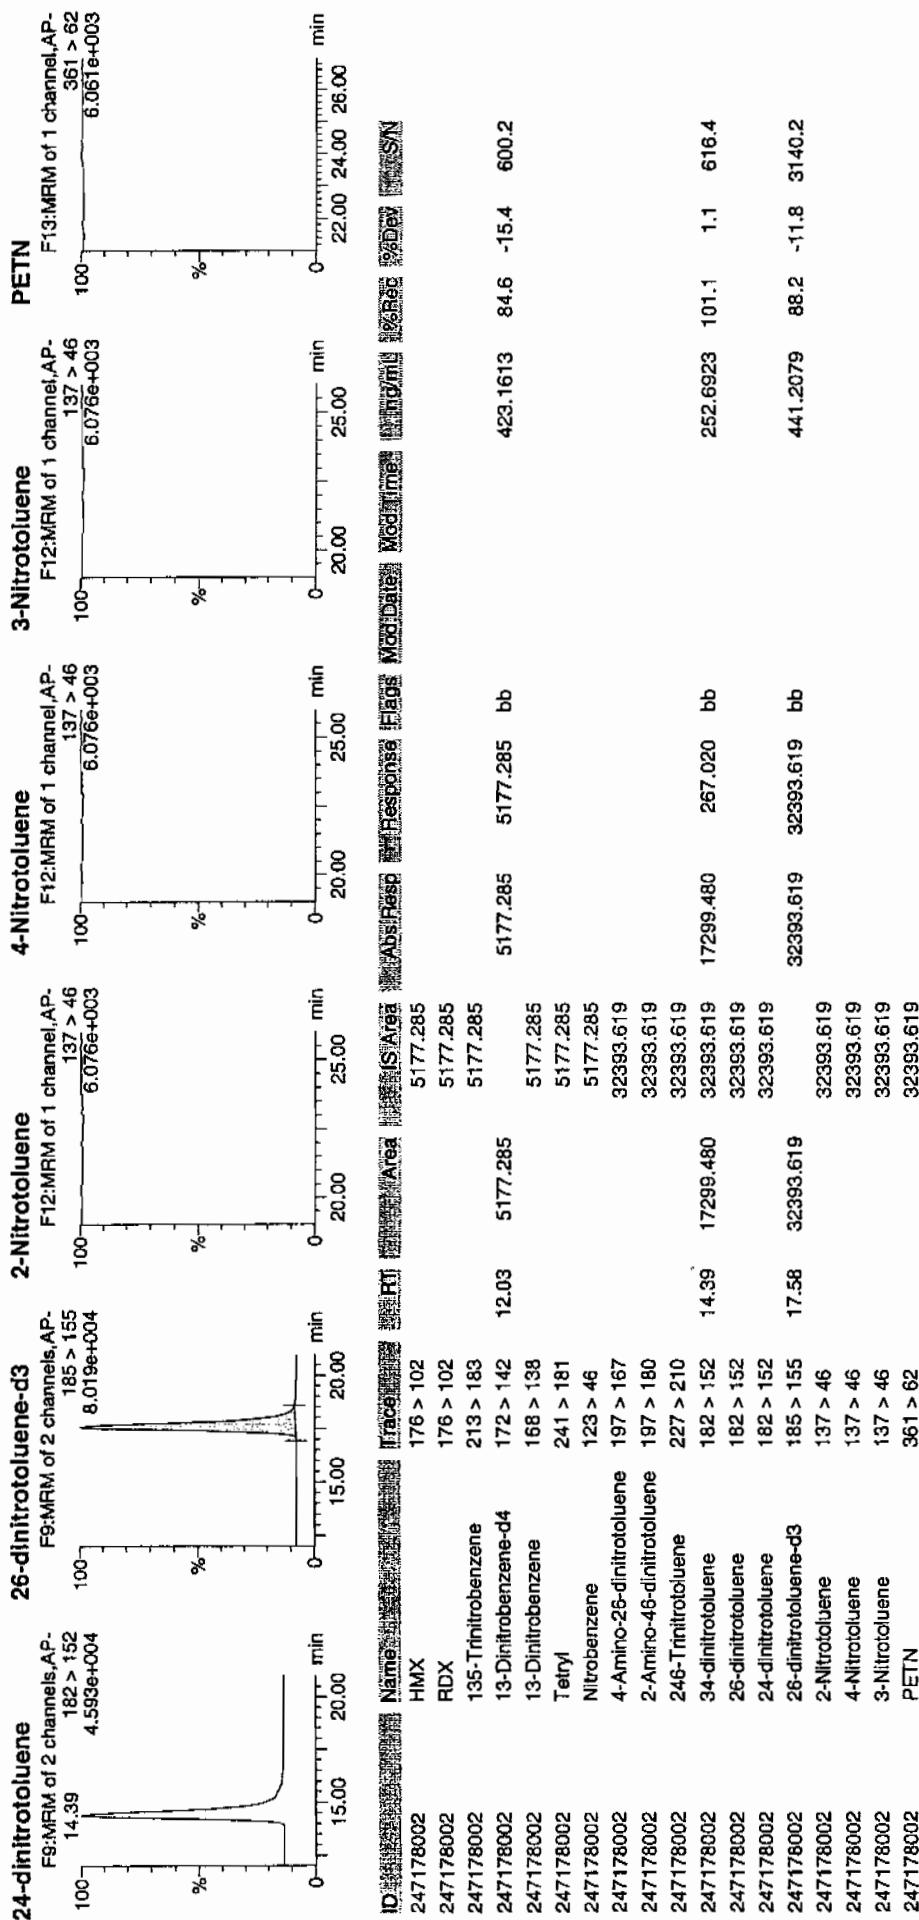 24-dinitrotoluene
F9:MRM of 2 channels,AP-
14.39 182 > 152
4.593e+004
100
%
0
15.00 20.00 min
26-dinitrotoluene-d3
F9:MRM of 2 channels,AP-
185 > 155
8.019e+004
100
%
0
15.00 20.00 min
2-Nitrotoluene
F12:MRM of 1 channel,AP-
137 > 46
6.076e+003
100
%
0
20.00 25.00 min
4-Nitrotoluene
F12:MRM of 1 channel,AP-
137 > 46
6.076e+003
100
%
0
20.00 25.00 min
3-Nitrotoluene
F12:MRM of 1 channel,AP-
137 > 46
6.076e+003
100
%
0
20.00 25.00 min
PETN
F13:MRM of 1 channel,AP-
361 > 62
6.061e+003
100
%
0
22.00 24.00 26.00 min
ID Name Trace RT Area IS Area Abs.Resp Response Flags Mod.Date Mod.Time ng/mL %Rec %Dev S/N
247178002 HMX 176 > 102 5177.285
247178002 RDX 176 > 102 5177.285
247178002 135-Trinitrobenzene 213 > 183 5177.285
247178002 13-Dinitrobenzene-d4 172 > 142 12.03 5177.285 5177.285 5177.285 bb 423.1613 84.6 -15.4 600.2
247178002 13-Dinitrobenzene 168 > 138 5177.285
247178002 Tetryl 241 > 181 5177.285
247178002 Nitrobenzene 123 > 46 5177.285
247178002 4-Amino-26-dinitrotoluene 197 > 167 32393.619
247178002 2-Amino-46-dinitrotoluene 197 > 180 32393.619
247178002 246-Trinitrotoluene 227 > 210 32393.619
247178002 34-dinitrotoluene 182 > 152 14.39 17299.480 32393.619 17299.480 267.020 bb 252.6923 101.1 1.1 616.4
247178002 26-dinitrotoluene 182 > 152 32393.619
247178002 24-dinitrotoluene 182 > 152 32393.619
247178002 26-dinitrotoluene-d3 185 > 155 17.58 32393.619 32393.619 32393.619 bb 441.2079 88.2 -11.8 3140.2
247178002 2-Nitrotoluene 137 > 46 32393.619
247178002 4-Nitrotoluene 137 > 46 32393.619
247178002 3-Nitrotoluene 137 > 46 32393.619
247178002 PETN 361 > 62 32393.619